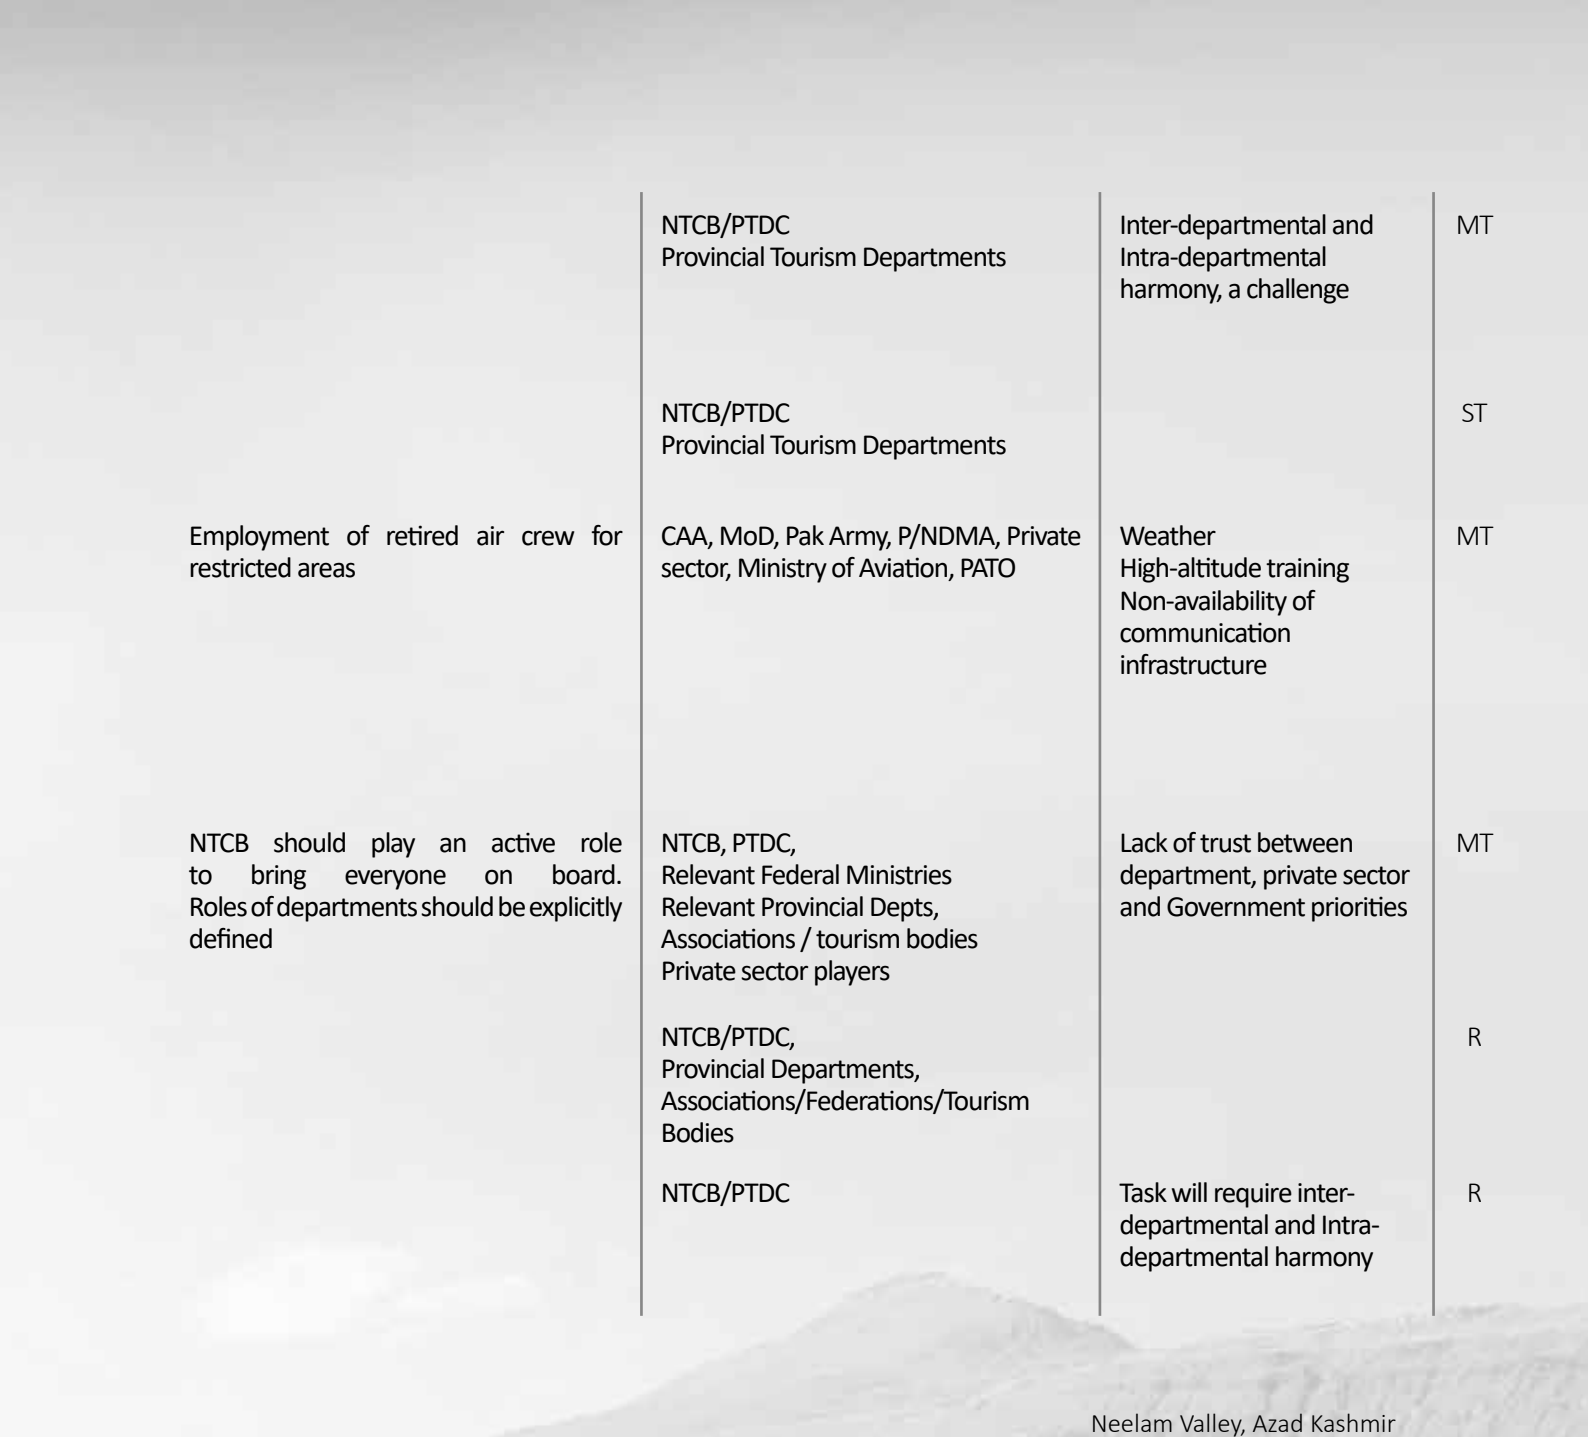 NTCB/PTDC
Provincial Tourism Departments
Inter-departmental and
Intra-departmental
harmony, a challenge
MT
NTCB/PTDC
Provincial Tourism Departments
ST
Employment of retired air crew for
restricted areas
CAA, MoD, Pak Army, P/NDMA, Private
sector, Ministry of Aviation, PATO
Weather
High-altitude training
Non-availability of
communication
infrastructure
MT
NTCB should play an active role
to bring everyone on board.
Roles of departments should be explicitly
defined
NTCB, PTDC,
Relevant Federal Ministries
Relevant Provincial Depts,
Associations / tourism bodies
Private sector players
Lack of trust between
department, private sector
and Government priorities
MT
NTCB/PTDC,
Provincial Departments,
Associations/Federations/Tourism
Bodies
R
NTCB/PTDC
Task will require inter-
departmental and Intra-
departmental harmony
R
Neelam Valley, Azad Kashmir